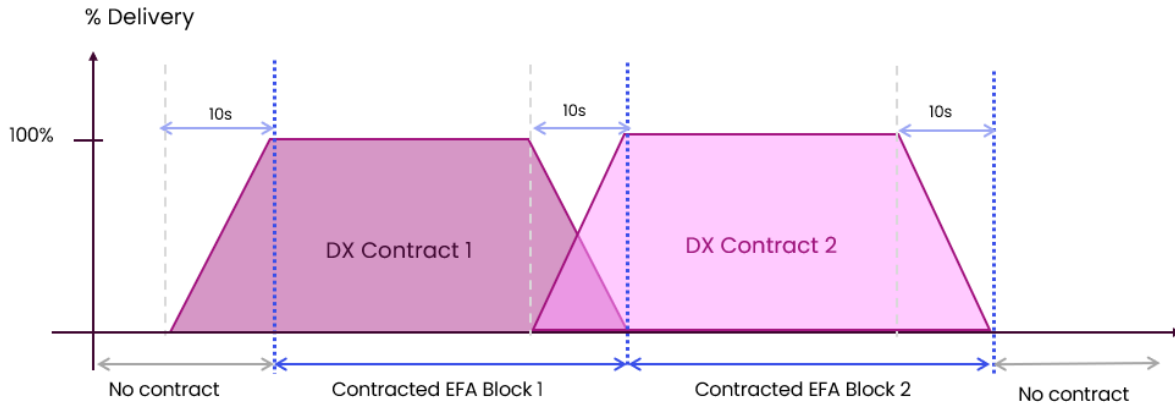 % Delivery
10s
10s
10s
100%
DX Contract 1
DX Contract 2
No contract
Contracted EFA Block 1
Contracted EFA Block 2
No contract